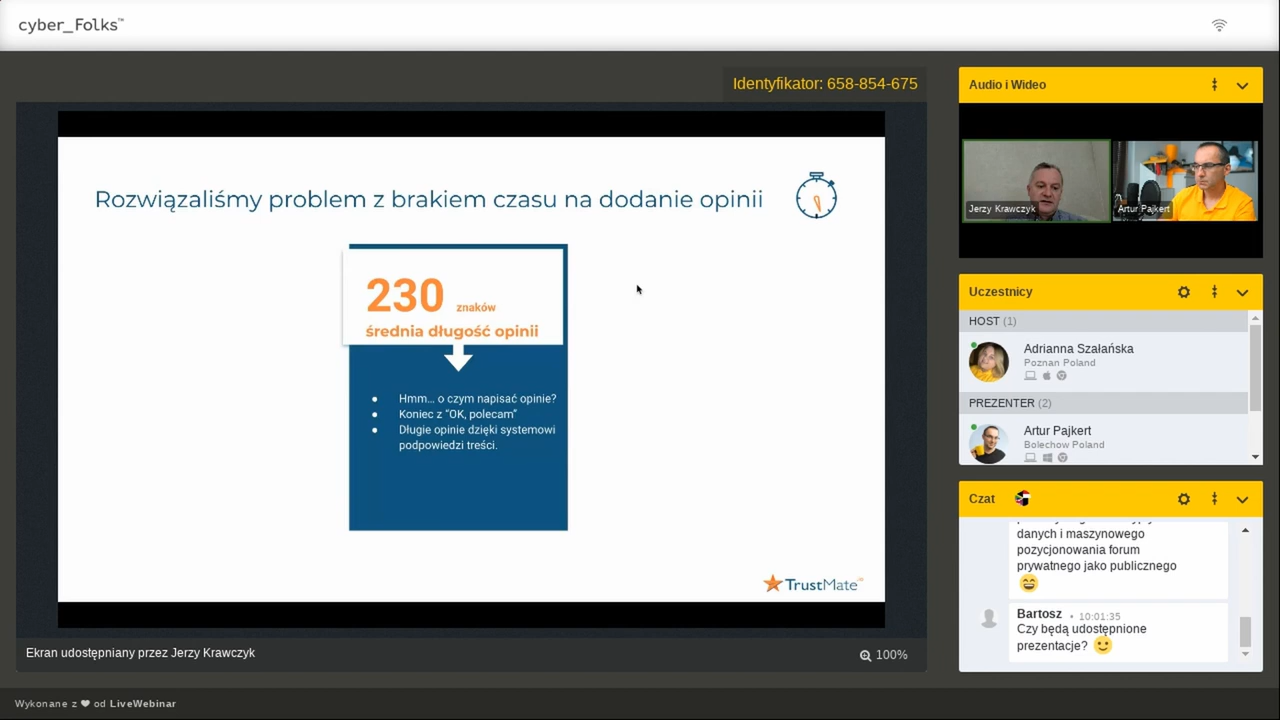 cyber_Folks™
Identyfikator: 658-854-675
Rozwiązaliśmy problem z brakiem czasu na dodanie opinii
230 znaków
średnia długość opinii
Hmm... o czym napisać opinie?
Koniec z “OK, polecam”
Długie opinie dzięki systemowi
podpowiedzi treści.
TrustMate™
Ekran udostępniany przez Jerzy Krawczyk
100%
Wykonane z ❤ od LiveWebinar
Audio i Wideo
Jerzy Krawczyk
Artur Pajkert
Uczestnicy
HOST (1)
Adrianna Szałańska
Poznan Poland
PREZENTER (2)
Artur Pajkert
Bolechow Poland
Czat
danych i maszynowego
pozycjonowania forum
prywatnego jako publicznego
😄
Bartosz • 10:01:35
Czy będą udostępnione
prezentacje? 🙂